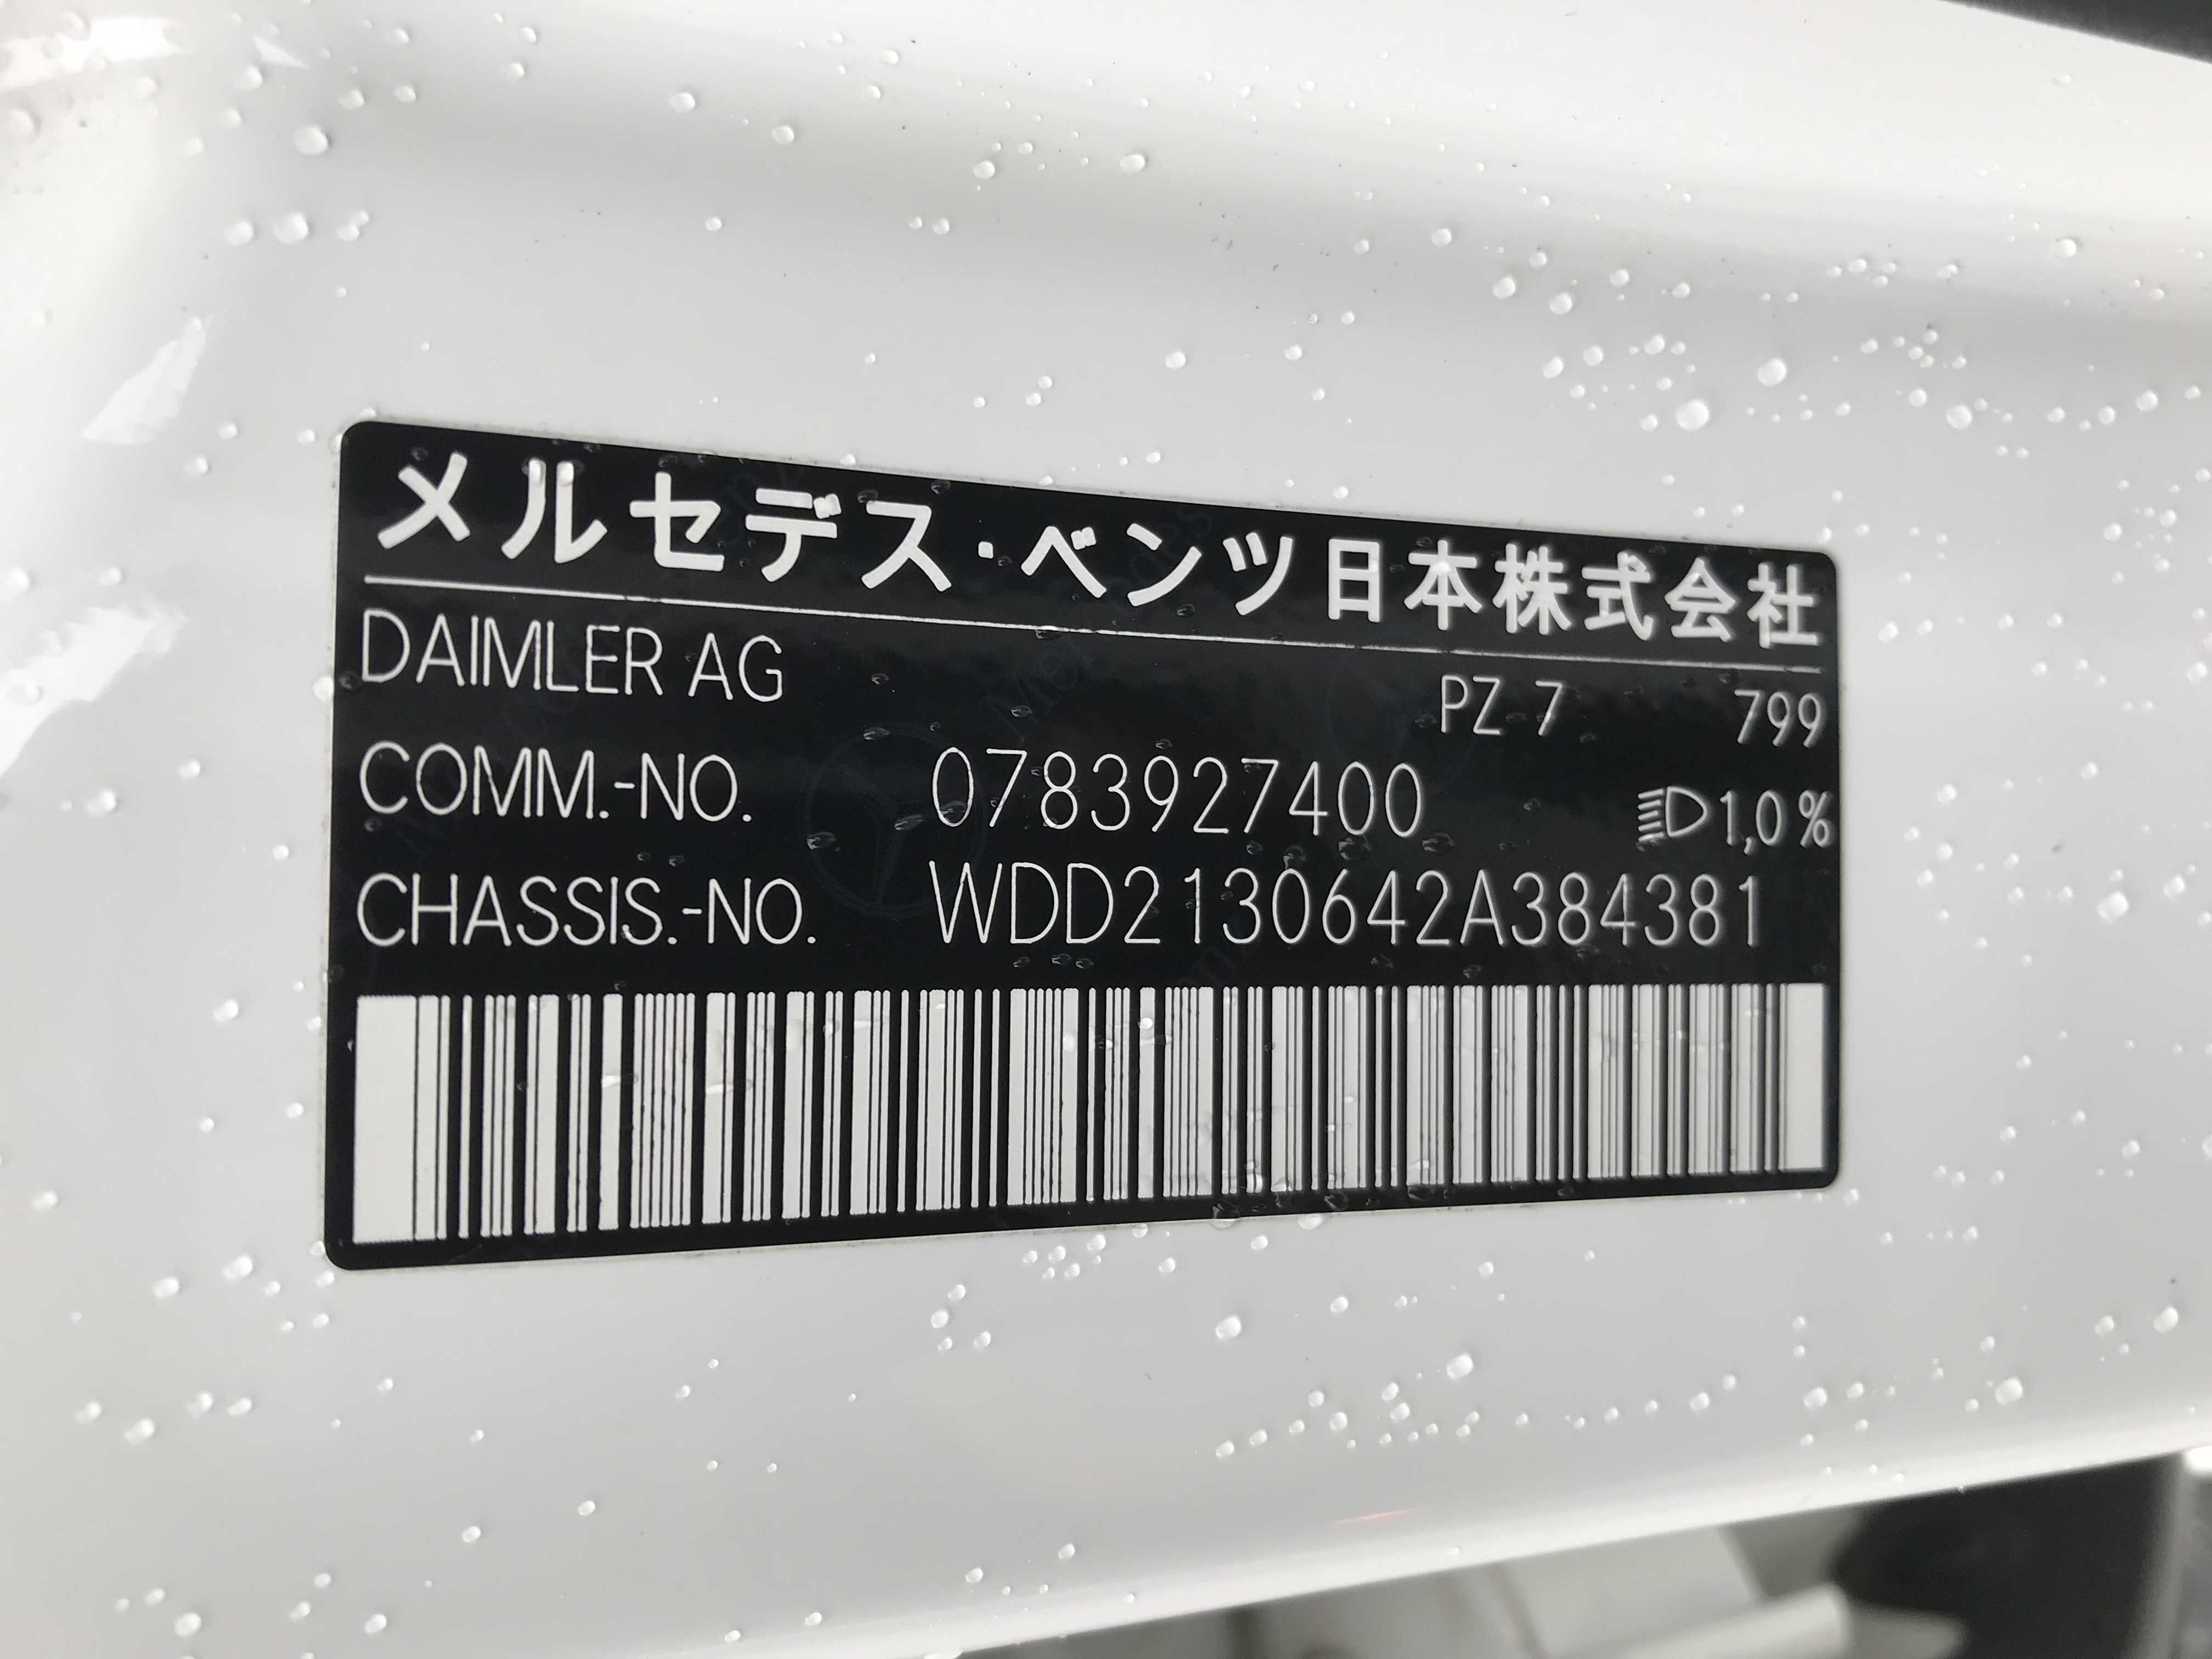 メルセデス・ベンツ日本株式会社
DAIMLER AG PZ 7 799
COMM.-NO. 0783927400 1,0%
CHASSIS.-NO. WDD2130642A384381